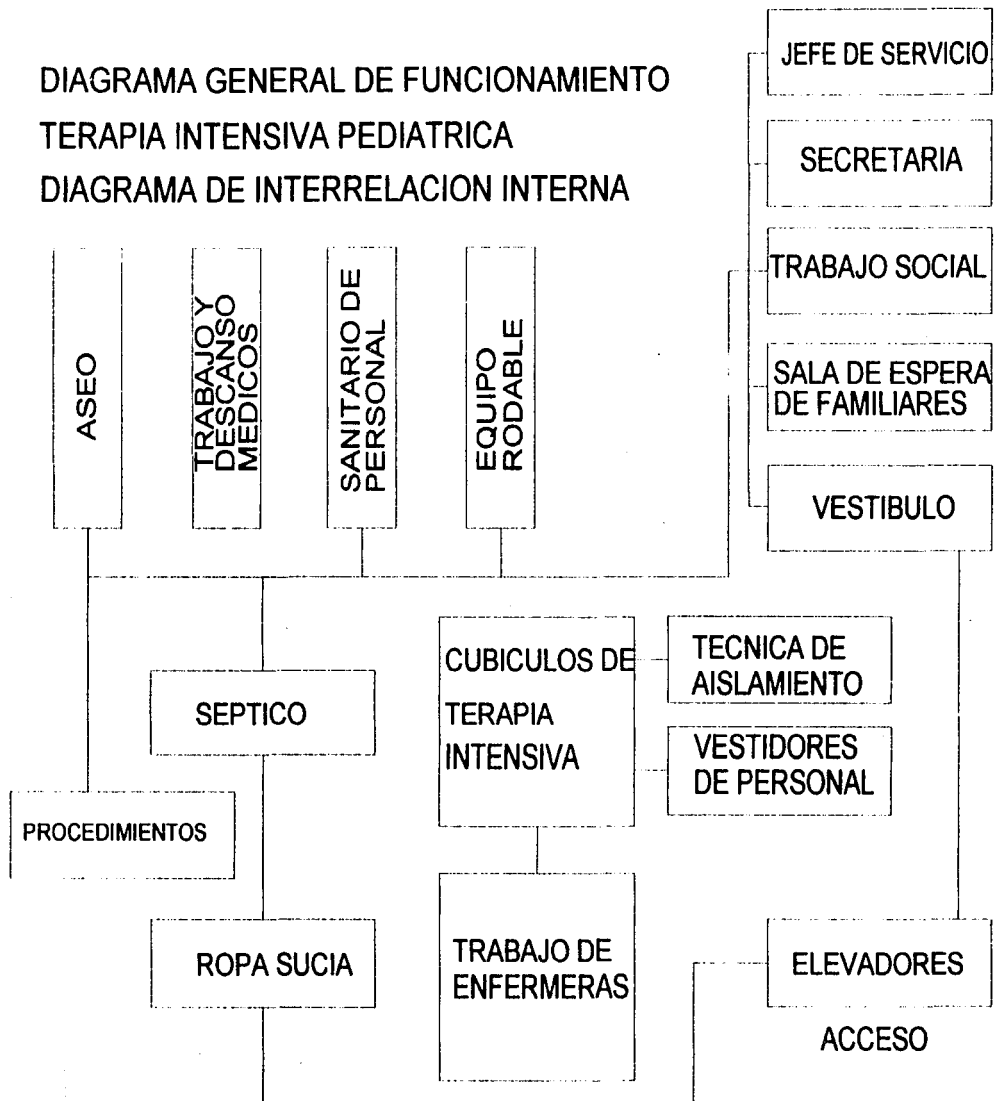 DIAGRAMA GENERAL DE FUNCIONAMIENTO
TERAPIA INTENSIVA PEDIATRICA
DIAGRAMA DE INTERRELACION INTERNA
JEFE DE SERVICIO
SECRETARIA
TRABAJO SOCIAL
SALA DE ESPERA
DE FAMILIARES
VESTIBULO
ASEO
TRABAJO Y
DESCANSO
MEDICOS
SANITARIO DE
PERSONAL
EQUIPO
RODABLE
CUBICULOS DE
TERAPIA
INTENSIVA
TECNICA DE
AISLAMIENTO
VESTIDORES
DE PERSONAL
SEPTICO
PROCEDIMIENTOS
ROPA SUCIA
TRABAJO DE
ENFERMERAS
ELEVADORES
ACCESO